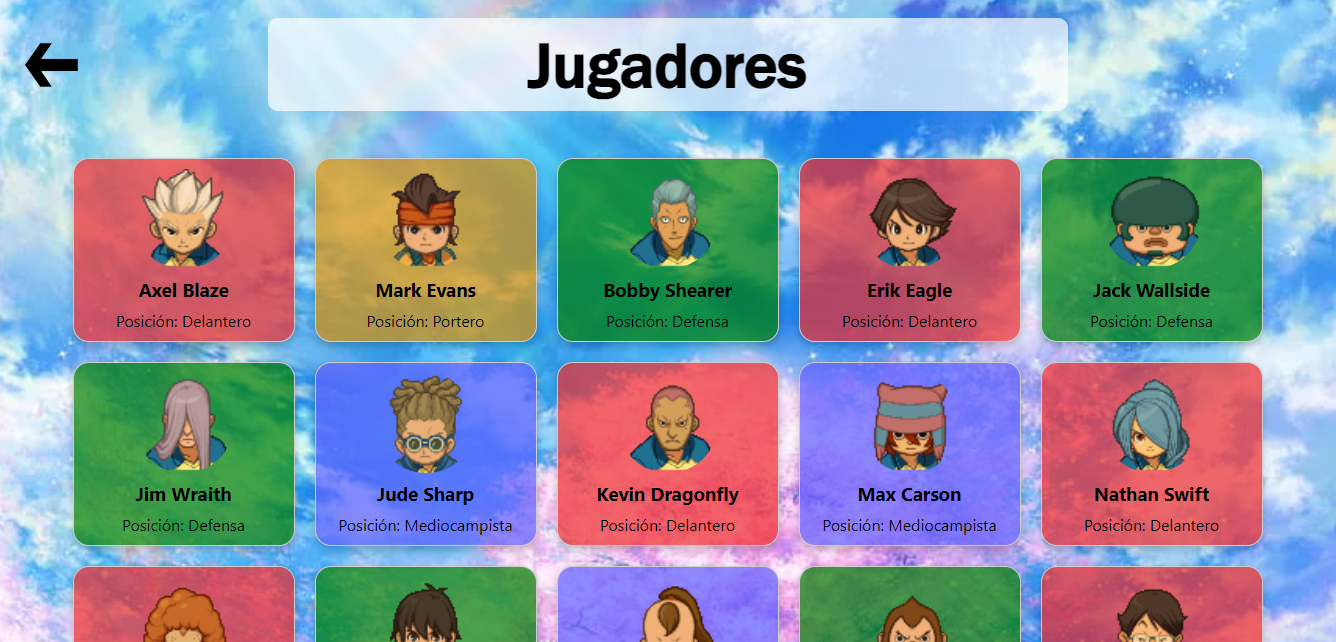 Jugadores
Axel Blaze
Posición: Delantero
Mark Evans
Posición: Portero
Bobby Shearer
Posición: Defensa
Erik Eagle
Posición: Delantero
Jack Wallside
Posición: Defensa
Jim Wraith
Posición: Defensa
Jude Sharp
Posición: Mediocampista
Kevin Dragonfly
Posición: Delantero
Max Carson
Posición: Mediocampista
Nathan Swift
Posición: Delantero